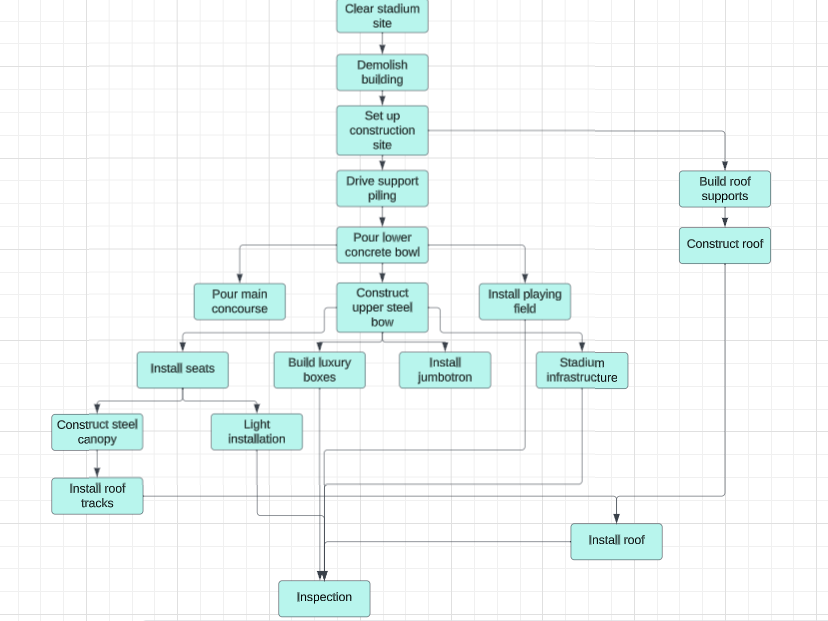 Clear stadium
site
Demolish
building
Set up
construction
site
Drive support
piling
Build roof
supports
Pour lower
concrete bowl
Construct roof
Pour main
concourse
Construct
upper steel
bow
Install playing
field
Install seats
Build luxury
boxes
Install
jumbotron
Stadium
infrastructure
Construct steel
canopy
Light
installation
Install roof
tracks
Install roof
Inspection